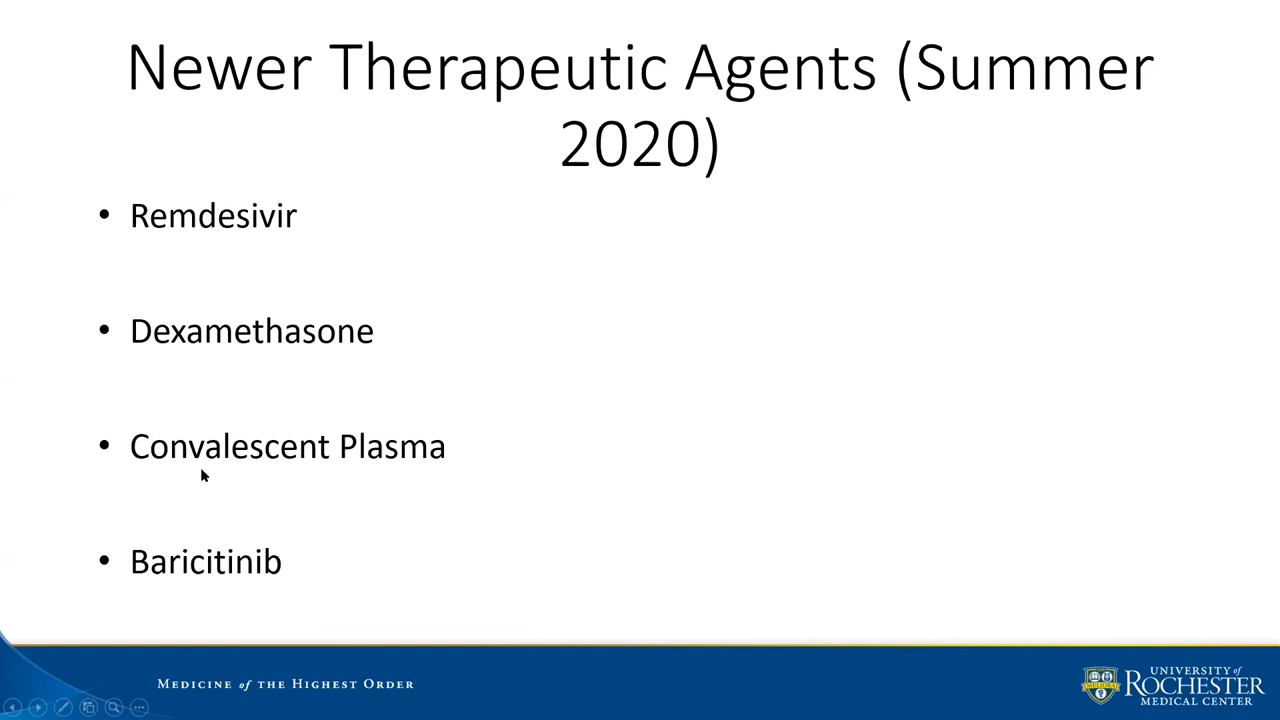 Newer Therapeutic Agents (Summer
2020)
• Remdesivir
• Dexamethasone
• Convalescent Plasma
• Baricitinib
MEDICINE of THE HIGHEST ORDER
UNIVERSITY of
ROCHESTER
MEDICAL CENTER
MELIORA